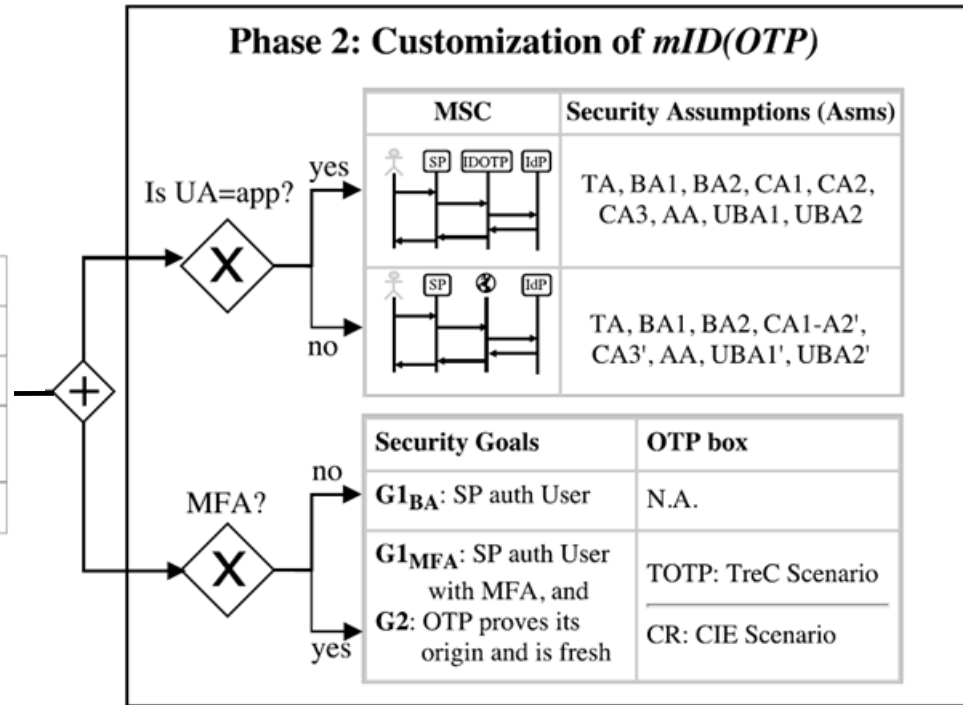 Phase 2: Customization of mID(OTP)
MSC
Security Assumptions (Asms)
Is UA=app?
yes
SP IDOTP IdP
TA, BA1, BA2, CA1, CA2,
CA3, AA, UBA1, UBA2
X
no
SP IdP
TA, BA1, BA2, CA1-A2',
CA3', AA, UBA1', UBA2'
+
MFA?
X
Security Goals
OTP box
no
G1BA: SP auth User
N.A.
yes
G1MFA: SP auth User
with MFA, and
G2: OTP proves its
origin and is fresh
TOTP: TreC Scenario
CR: CIE Scenario